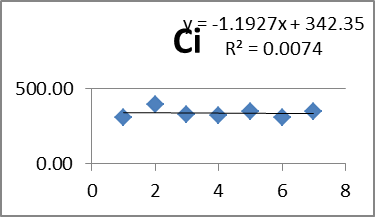 y = -1.1927x + 342.35
R² = 0.0074
Ci
500.00
0.00
0 2 4 6 8